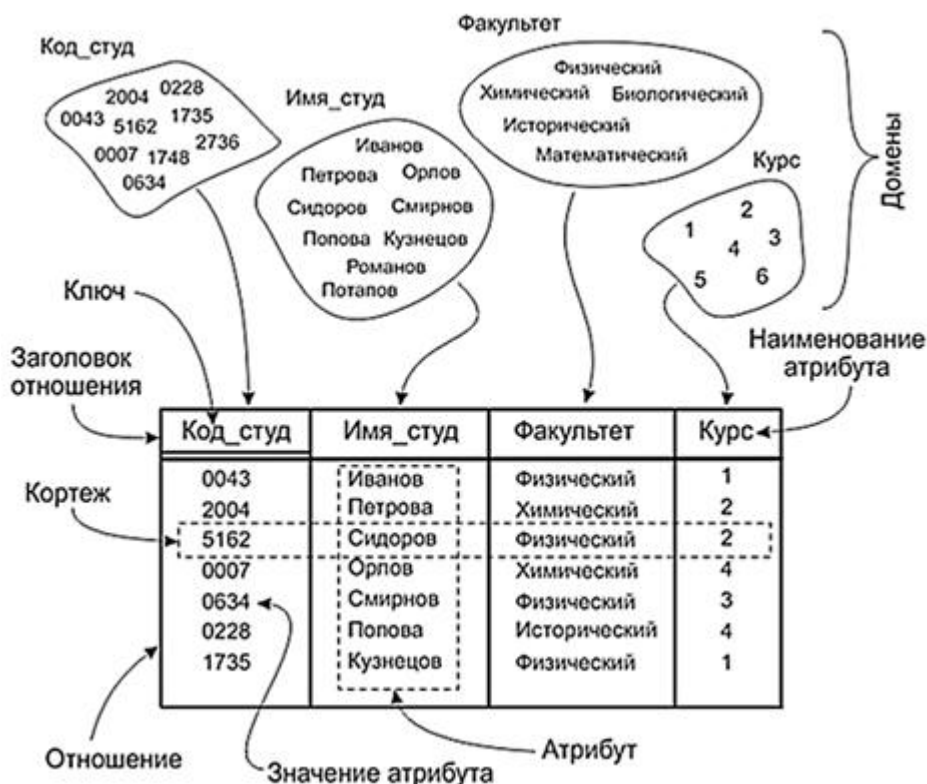 Факультет
Код_студ
Физический
Химический Биологический
Исторический
Математический
2004 0228
0043 5162 1735
0007 1748 2736
0634
Имя_студ
Иванов
Петрова Орлов
Сидоров Смирнов
Попова Кузнецов
Романов
Потапов
Курс
1 2
4 3
5 6
Домены
Ключ
Заголовок
отношения
Наименование
атрибута
Код_студ Имя_студ Факультет Курс
0043 Иванов Физический 1
Кортеж
2004 Петрова Химический 2
5162 Сидоров Физический 2
0007 Орлов Химический 4
0634 Смирнов Физический 3
0228 Попова Исторический 4
1735 Кузнецов Физический 1
Отношение
Значение атрибута
Атрибут